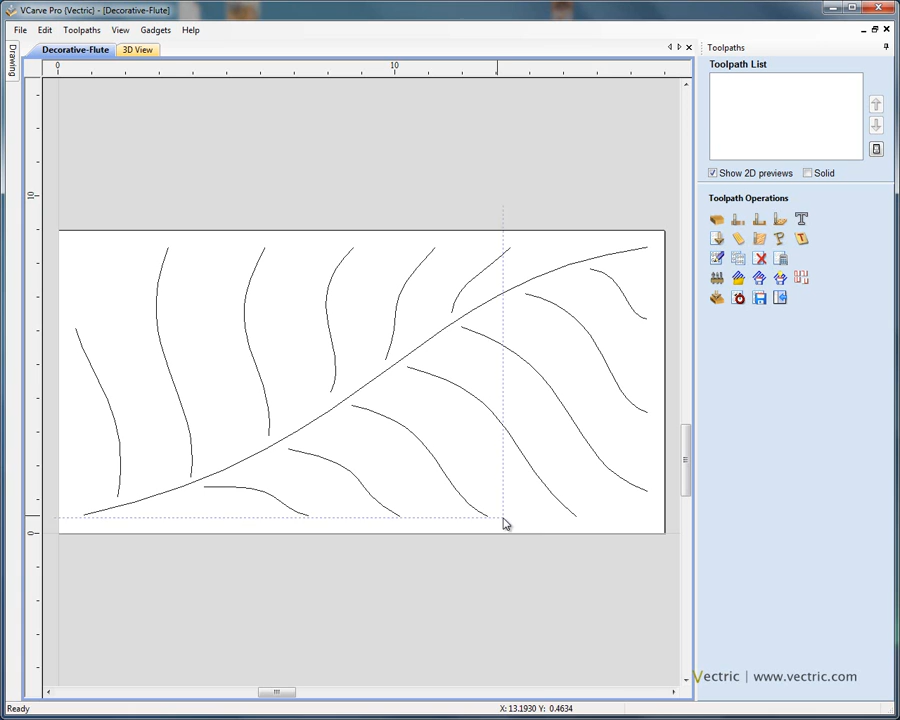 VCarve Pro {Vectric} - [Decorative-Flute]
File Edit Toolpaths View Gadgets Help
Drawing
Decorative-Flute 3D View
Toolpaths
0 10
Toolpath List
10
0
Show 2D previews Solid
Toolpath Operations
T
Vectric | www.vectric.com
Ready X: 13.1930 Y: 0.4634